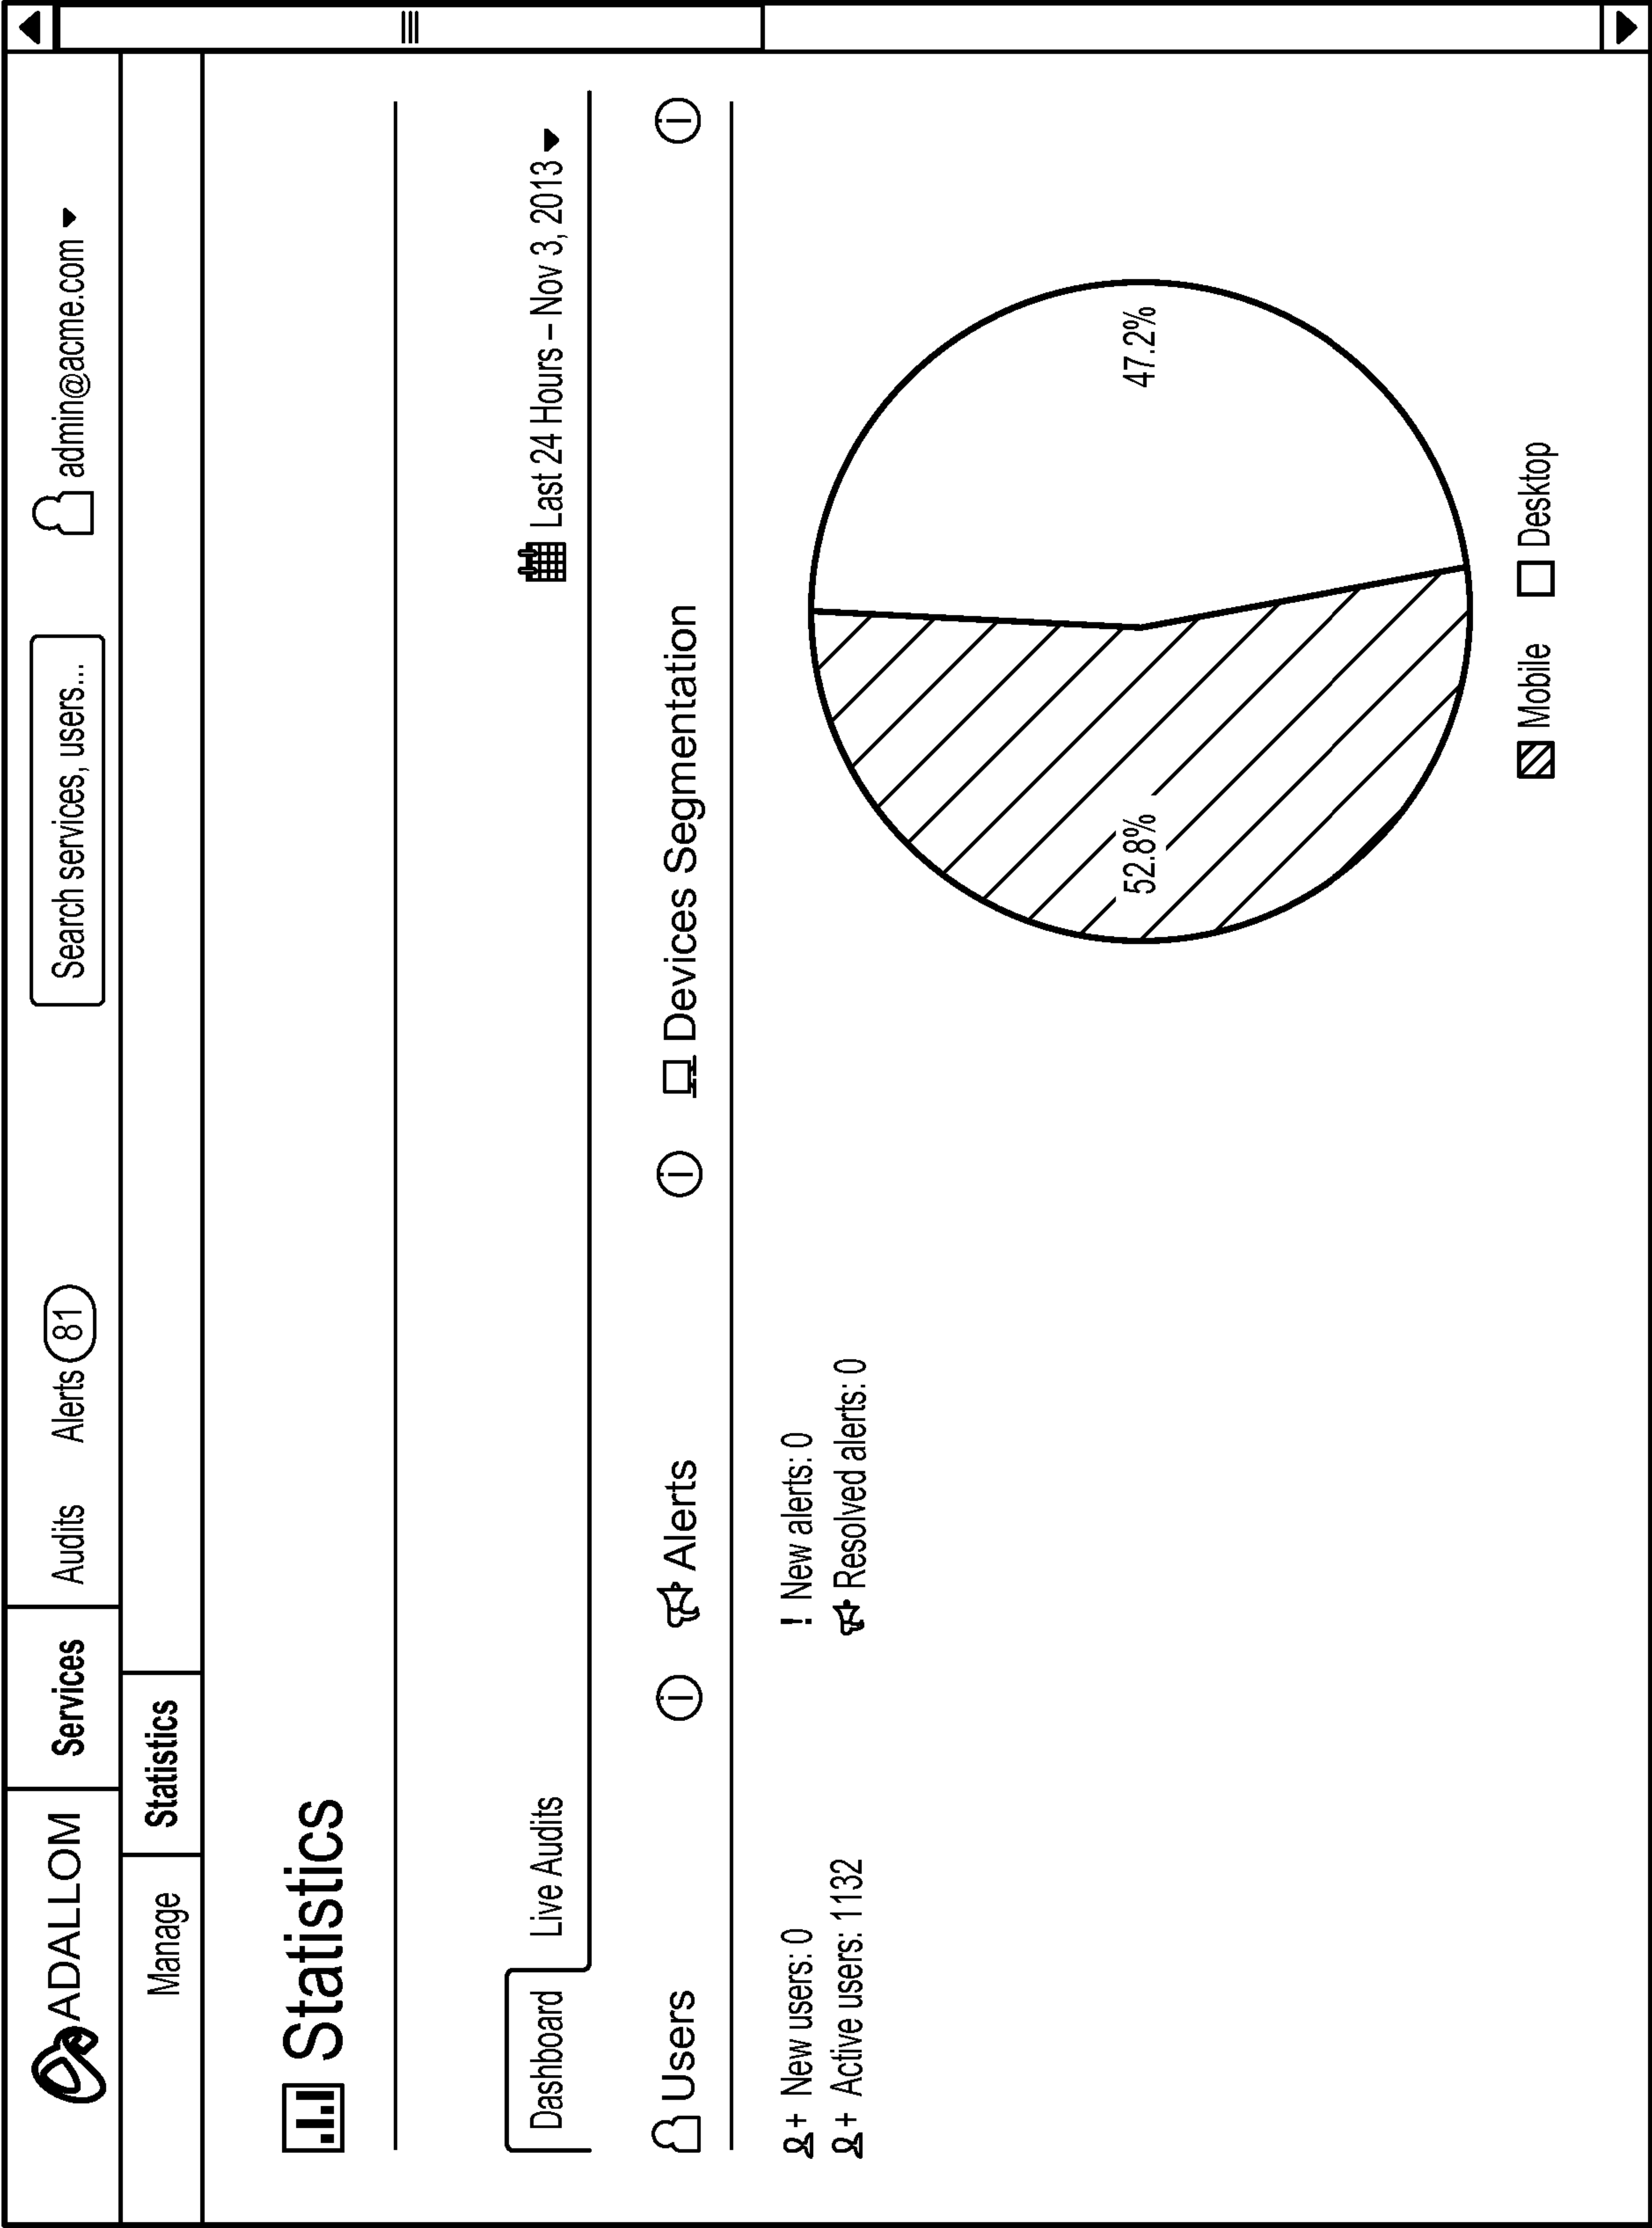 ADALLOM Services Audits Alerts 81 Search services, users... admin@acme.com
Manage Statistics
Statistics
Dashboard Live Audits Last 24 Hours – Nov 3, 2013
Users i Alerts i Devices Segmentation i
+ New users: 0 ! New alerts: 0
+ Active users: 1132 Resolved alerts: 0
52.8% 47.2%
Mobile Desktop